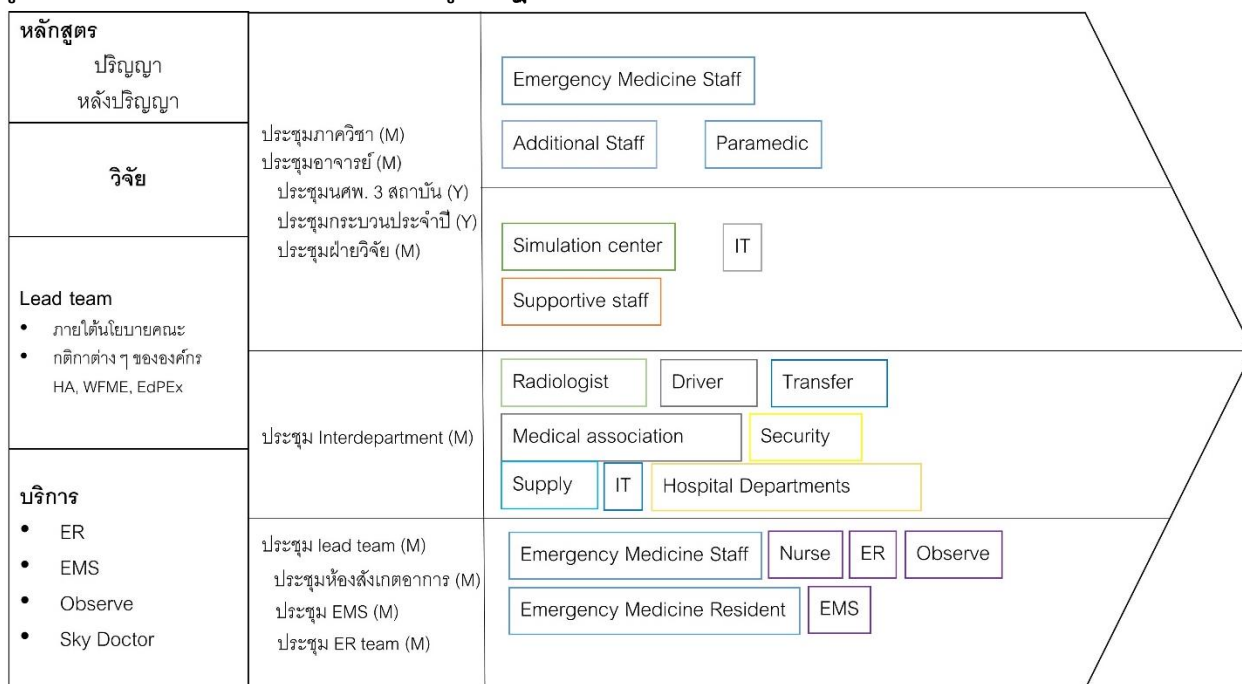 หลักสูตร
ปริญญา
หลังปริญญา
วิจัย
Lead team
• ภายใต้นโยบายคณะ
• กติกาต่าง ๆ ขององค์กร
HA, WFME, EdPEx
บริการ
• ER
• EMS
• Observe
• Sky Doctor
ประชุมภาควิชา (M)
ประชุมอาจารย์ (M)
ประชุมนศพ. 3 สถาบัน (Y)
ประชุมกระบวนประจำปี (Y)
ประชุมฝ่ายวิจัย (M)
ประชุม Interdepartment (M)
ประชุม lead team (M)
ประชุมห้องสังเกตอาการ (M)
ประชุม EMS (M)
ประชุม ER team (M)
Emergency Medicine Staff
Additional Staff Paramedic
Simulation center IT
Supportive staff
Radiologist Driver Transfer
Medical association Security
Supply IT Hospital Departments
Emergency Medicine Staff Nurse ER Observe
Emergency Medicine Resident EMS